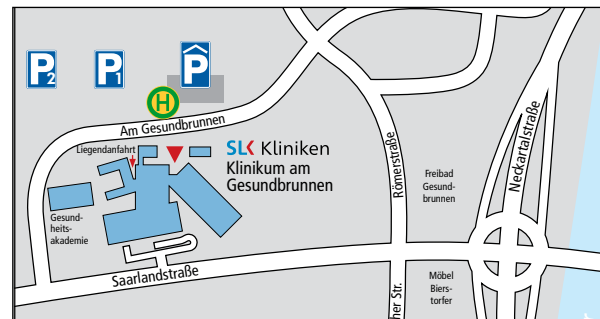 P2
P1
P
H
Am Gesundbrunnen
Liegendanfahrt
SLK Kliniken
Klinikum am
Gesundbrunnen
Gesund-
heits-
akademie
Saarlandstraße
Römerstraße
Freibad
Gesund-
brunnen
Neckartalstraße
Möbel
Biers-
torfer
her Str.